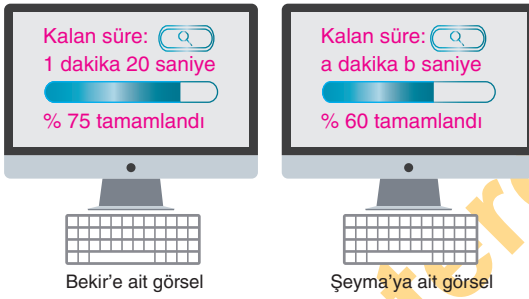 Kalan süre:
1 dakika 20 saniye
% 75 tamamlandı
Bekir'e ait görsel
Kalan süre:
a dakika b saniye
% 60 tamamlandı
Şeyma'ya ait görsel